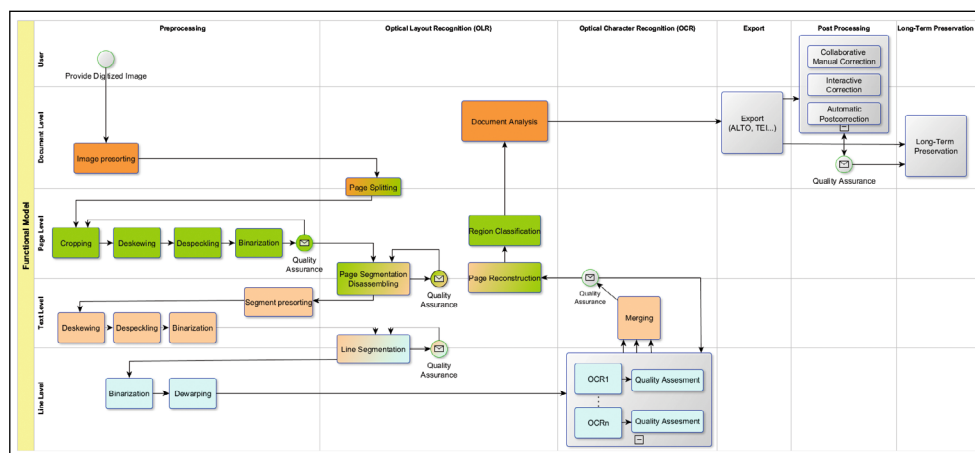 Preprocessing
Optical Layout Recognition (OLR)
Optical Character Recognition (OCR)
Export
Post Processing
Long-Term Preservation
Functional Model
User
Provide Digitized Image
Collaborative
Manual Correction
Interactive
Correction
Automatic
Postcorrection
Document Level
Image presorting
Document Analysis
Export
(ALTO, TEI...)
Long-Term
Preservation
Quality Assurance
Page Splitting
Page Level
Cropping
Deskewing
Despeckling
Binarization
Quality
Assurance
Page Segmentation
Disassembling
Quality
Assurance
Region Classification
Page Reconstruction
Quality
Assurance
Text Level
Segment presorting
Deskewing
Despeckling
Binarization
Merging
Line Segmentation
Quality
Assurance
Line Level
Binarization
Dewarping
OCR1
Quality Assesment
OCRn
Quality Assesment